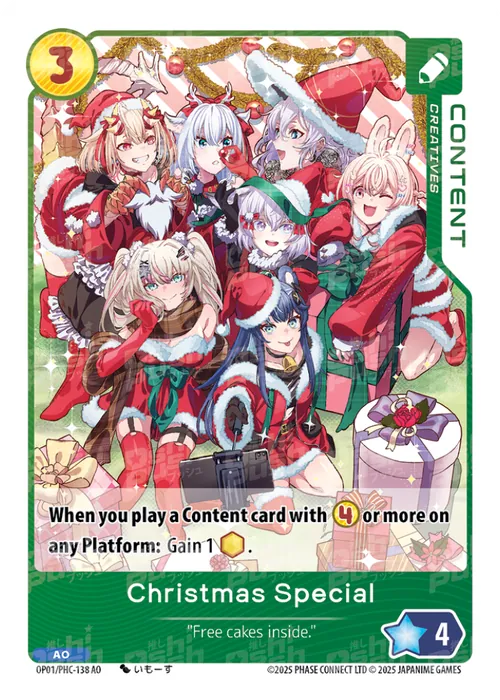 3
CONTENT
CREATIVES
When you play a Content card with 4 or more on
any Platform: Gain 1 .
Christmas Special
"Free cakes inside."
4
AO
OP01/PHC-138 AO いもーす ©2025 PHASE CONNECT LTD © 2025 JAPANIME GAMES